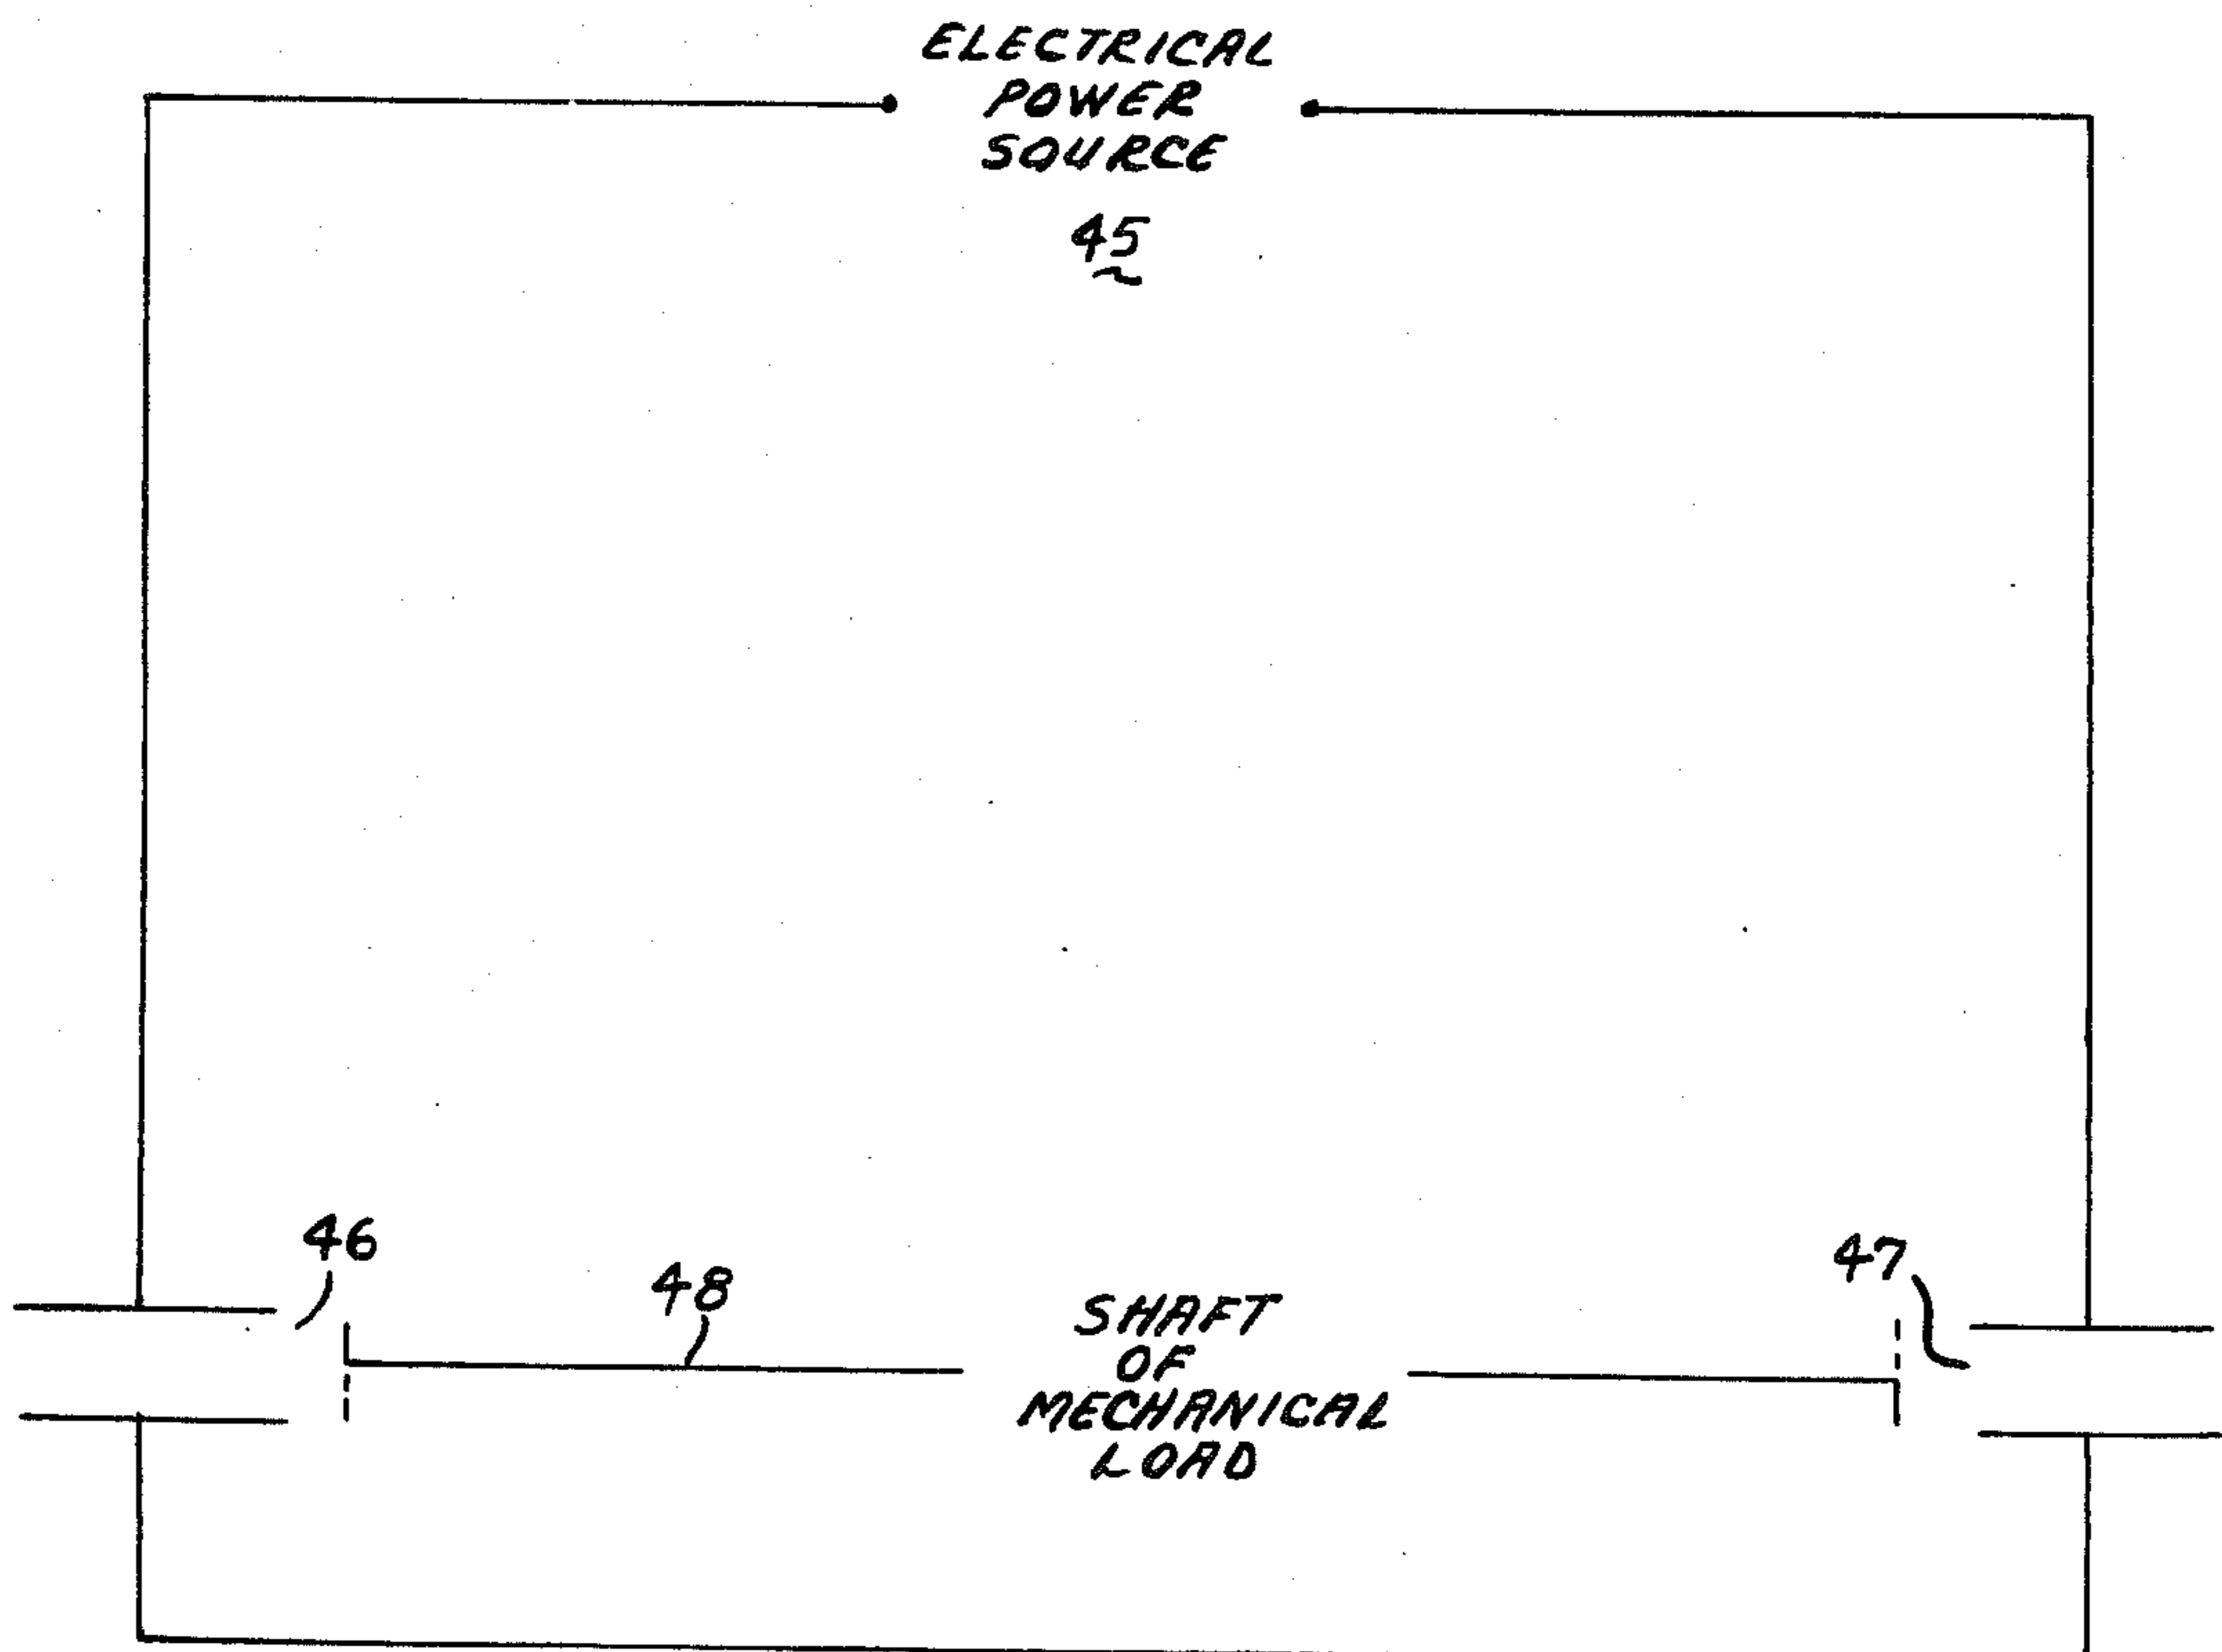 ELECTRICAL
POWER
SOURCE
45
46
48
47
SHAFT
OF
MECHANICAL
LOAD